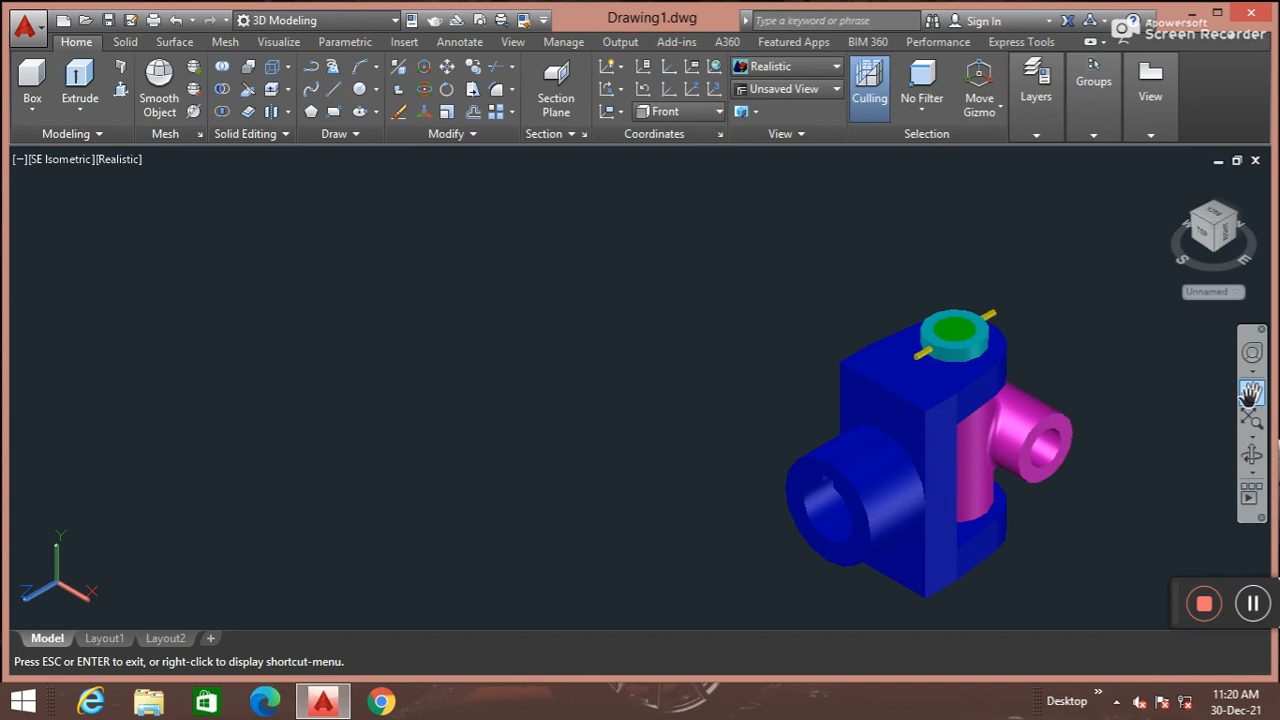 3D Modeling
Drawing1.dwg
Type a keyword or phrase
Sign In
Apowersoft
Screen Recorder
Home Solid Surface Mesh Visualize Parametric Insert Annotate View Manage Output Add-ins A360 Featured Apps BIM 360 Performance Express Tools
Box
Extrude
Smooth
Object
Section
Plane
Realistic
Unsaved View
Front
Culling
No Filter
Move
Gizmo
Layers
Groups
View
Modeling Mesh Solid Editing Draw Modify Section Coordinates View Selection
[−][SE Isometric][Realistic]
TOP
S
E
Unnamed
Y
Z
X
Model Layout1 Layout2 +
Press ESC or ENTER to exit, or right-click to display shortcut-menu.
Desktop
11:20 AM
30-Dec-21